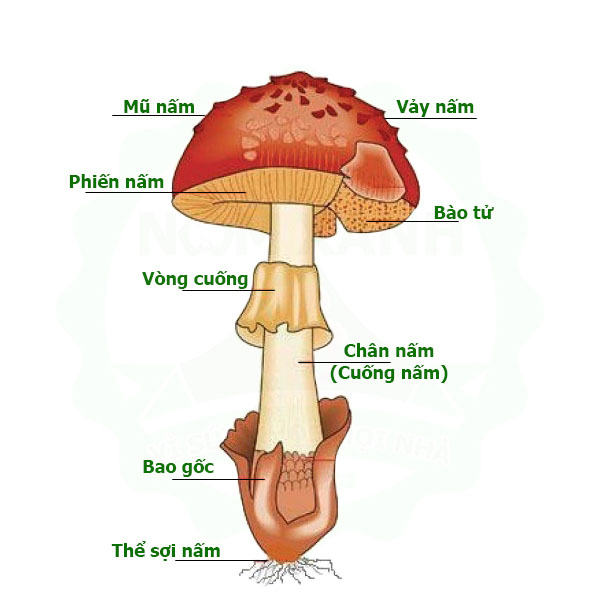 Mũ nấm
Vảy nấm
Phiến nấm
Bào tử
Vòng cuống
Chân nấm
(Cuống nấm)
Bao gốc
Thể sợi nấm